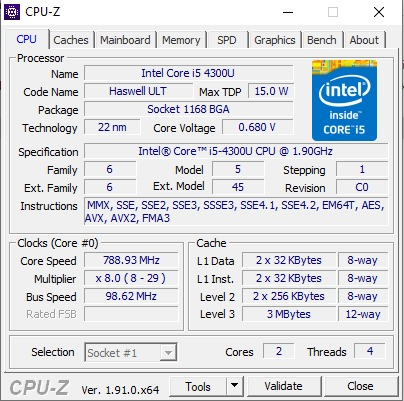 CPU-Z
CPU Caches Mainboard Memory SPD Graphics Bench About
Processor
Name Intel Core i5 4300U
Code Name Haswell ULT Max TDP 15.0 W
Package Socket 1168 BGA
Technology 22 nm Core Voltage 0.680 V
intel inside™ CORE™ i5
Specification Intel® Core™ i5-4300U CPU @ 1.90GHz
Family 6 Model 5 Stepping 1
Ext. Family 6 Ext. Model 45 Revision C0
Instructions MMX, SSE, SSE2, SSE3, SSSE3, SSE4.1, SSE4.2, EM64T, AES,
AVX, AVX2, FMA3
Clocks (Core #0)
Core Speed 788.93 MHz
Multiplier x 8.0 ( 8 - 29 )
Bus Speed 98.62 MHz
Rated FSB
Cache
L1 Data 2 x 32 KBytes 8-way
L1 Inst. 2 x 32 KBytes 8-way
Level 2 2 x 256 KBytes 8-way
Level 3 3 MBytes 12-way
Selection Socket #1 Cores 2 Threads 4
CPU-Z Ver. 1.91.0.x64 Tools Validate Close